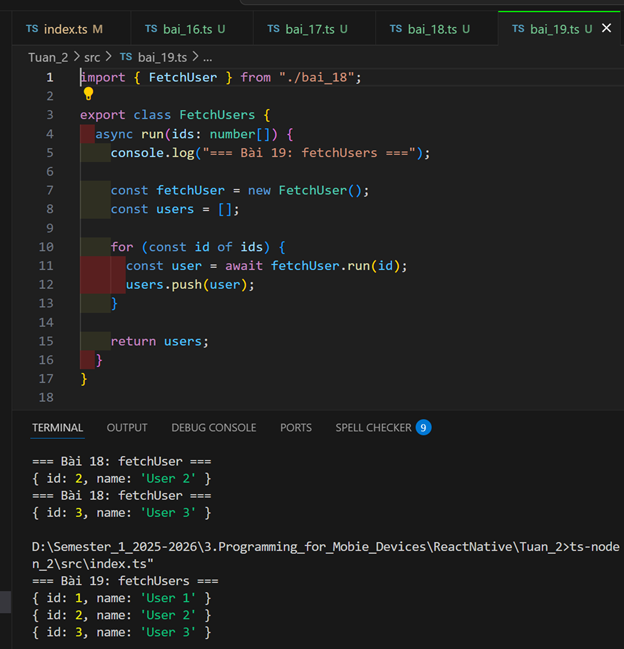 TS index.ts M TS bai_16.ts U TS bai_17.ts U TS bai_18.ts U TS bai_19.ts U
Tuan_2 > src > TS bai_19.ts > ...
1 import { FetchUser } from "./bai_18";
2
3 export class FetchUsers {
4 async run(ids: number[]) {
5 console.log("=== Bài 19: fetchUsers ===");
6
7 const fetchUser = new FetchUser();
8 const users = [];
9
10 for (const id of ids) {
11 const user = await fetchUser.run(id);
12 users.push(user);
13 }
14
15 return users;
16 }
17 }
18
TERMINAL OUTPUT DEBUG CONSOLE PORTS SPELL CHECKER 9
=== Bài 18: fetchUser ===
{ id: 2, name: 'User 2' }
=== Bài 18: fetchUser ===
{ id: 3, name: 'User 3' }
D:\Semester_1_2025-2026\3.Programming_for_Mobie_Devices\ReactNative\Tuan_2>ts-node
n_2\src\index.ts"
=== Bài 19: fetchUsers ===
{ id: 1, name: 'User 1' }
{ id: 2, name: 'User 2' }
{ id: 3, name: 'User 3' }